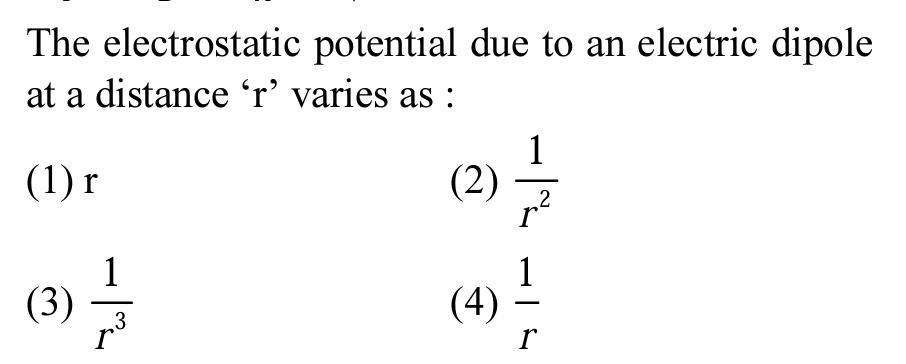 The electrostatic potential due to an electric dipole
at a distance ‘r’ varies as :
(1) r (2) $\frac{1}{r^2}$
(3) $\frac{1}{r^3}$ (4) $\frac{1}{r}$